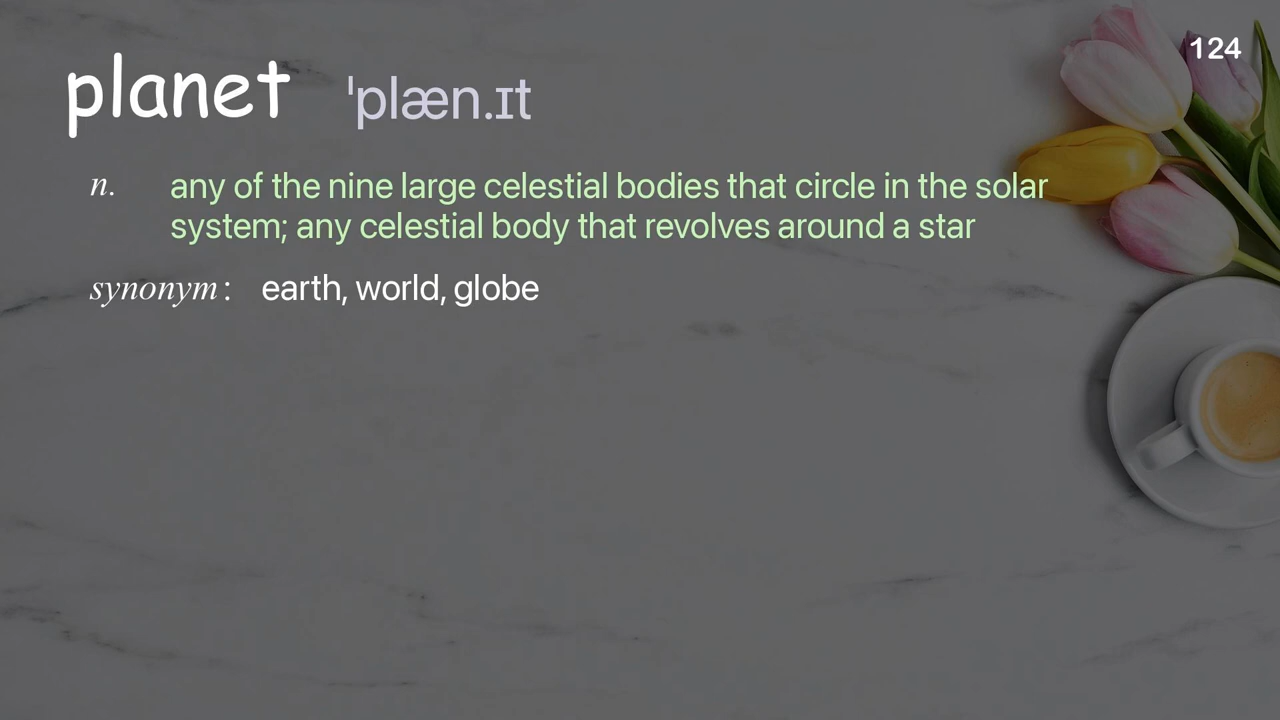 124
planet ˈplæn.ɪt
n. any of the nine large celestial bodies that circle in the solar
system; any celestial body that revolves around a star
synonym: earth, world, globe